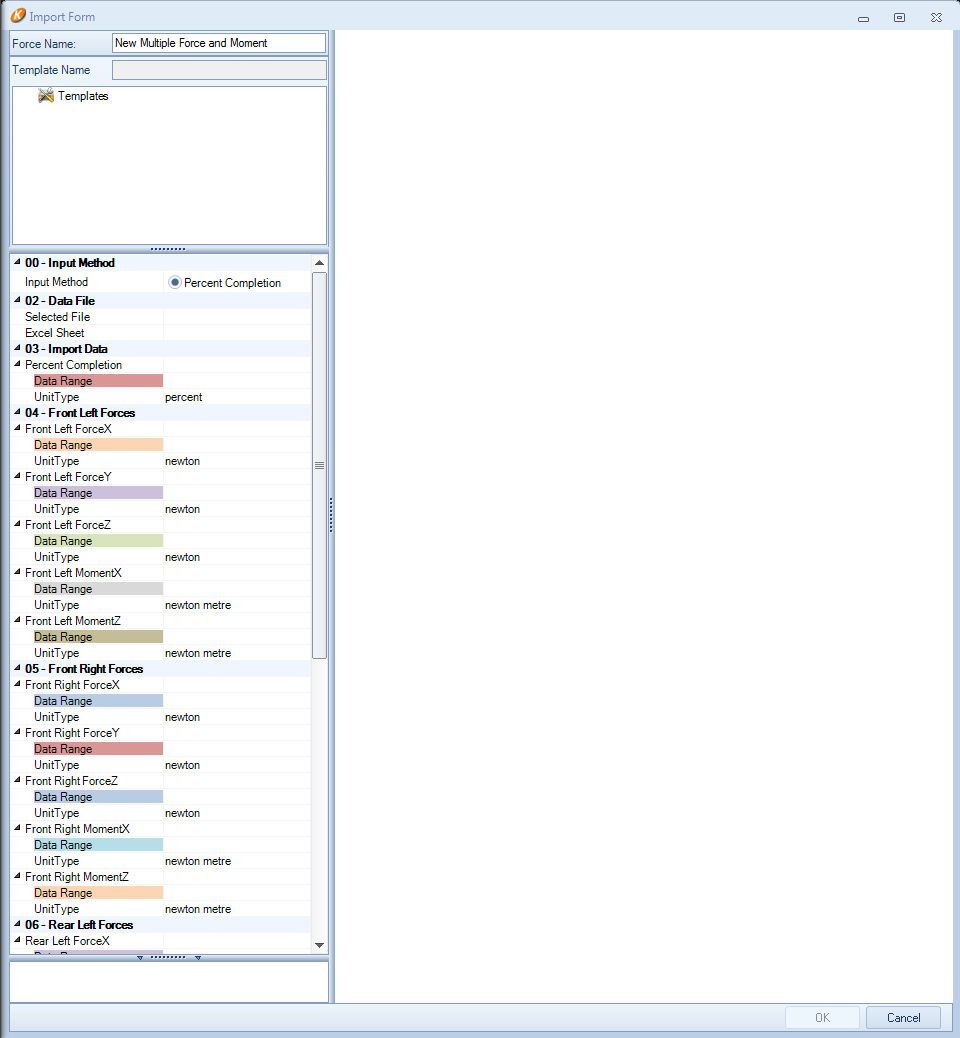 Import Form
Force Name: New Multiple Force and Moment
Template Name
Templates
00 - Input Method
Input Method Percent Completion
02 - Data File
Selected File
Excel Sheet
03 - Import Data
Percent Completion
Data Range
UnitType percent
04 - Front Left Forces
Front Left ForceX
Data Range
UnitType newton
Front Left ForceY
Data Range
UnitType newton
Front Left ForceZ
Data Range
UnitType newton
Front Left MomentX
Data Range
UnitType newton metre
Front Left MomentZ
Data Range
UnitType newton metre
05 - Front Right Forces
Front Right ForceX
Data Range
UnitType newton
Front Right ForceY
Data Range
UnitType newton
Front Right ForceZ
Data Range
UnitType newton
Front Right MomentX
Data Range
UnitType newton metre
Front Right MomentZ
Data Range
UnitType newton metre
06 - Rear Left Forces
Rear Left ForceX
OK Cancel